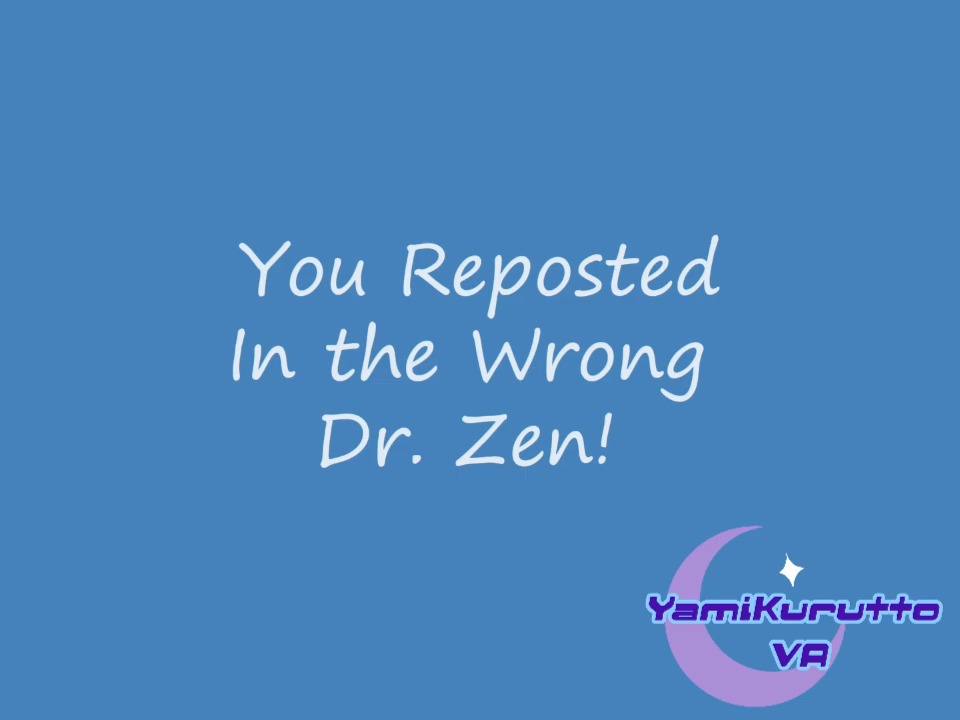 You Reposted
In the Wrong
Dr. Zen!
YamiKurutto
VA